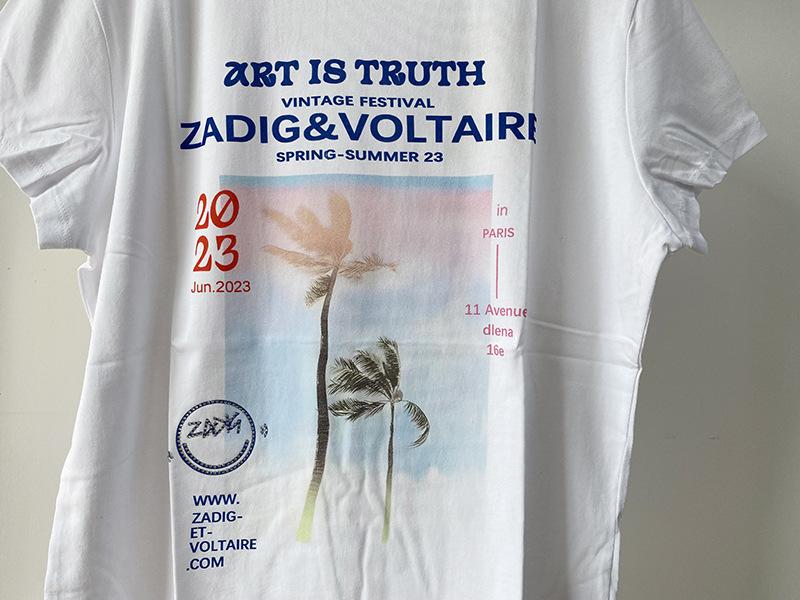 ART IS TRUTH
VINTAGE FESTIVAL
ZADIG&VOLTAIRE
SPRING-SUMMER 23
20
23
Jun.2023
in
PARIS
11 Avenue
dlena
16e
ZADIG
WWW.
ZADIG-
ET-
VOLTAIRE
.COM